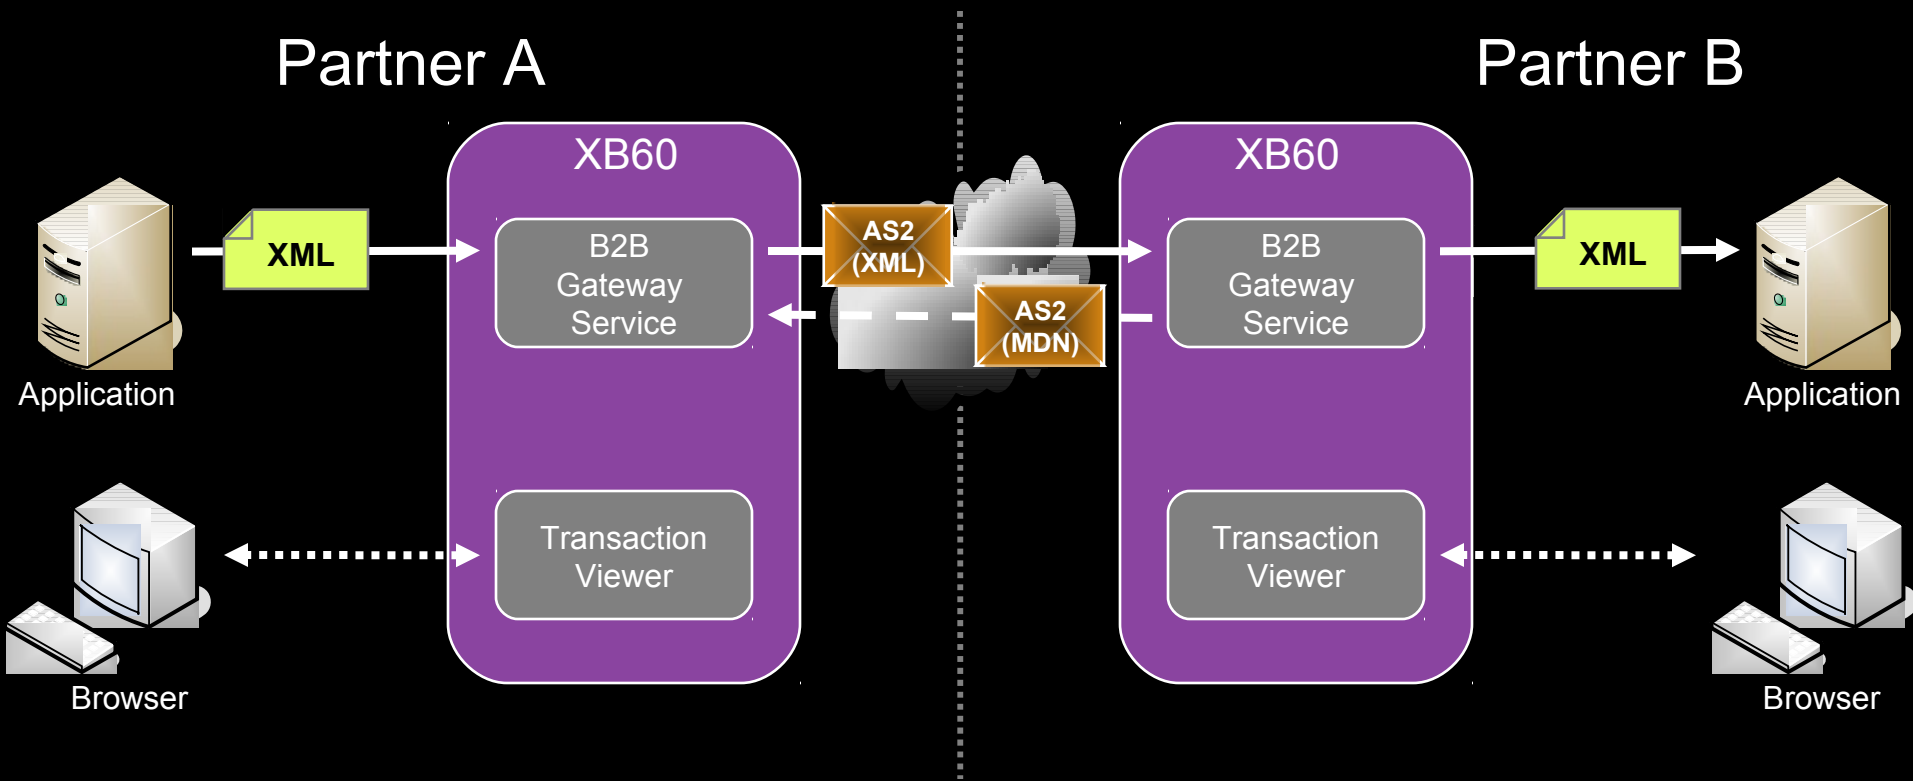 Partner A
Partner B
XB60
XB60
B2B
Gateway
Service
B2B
Gateway
Service
XML
AS2
(XML)
AS2
(MDN)
XML
Application
Application
Transaction
Viewer
Transaction
Viewer
Browser
Browser